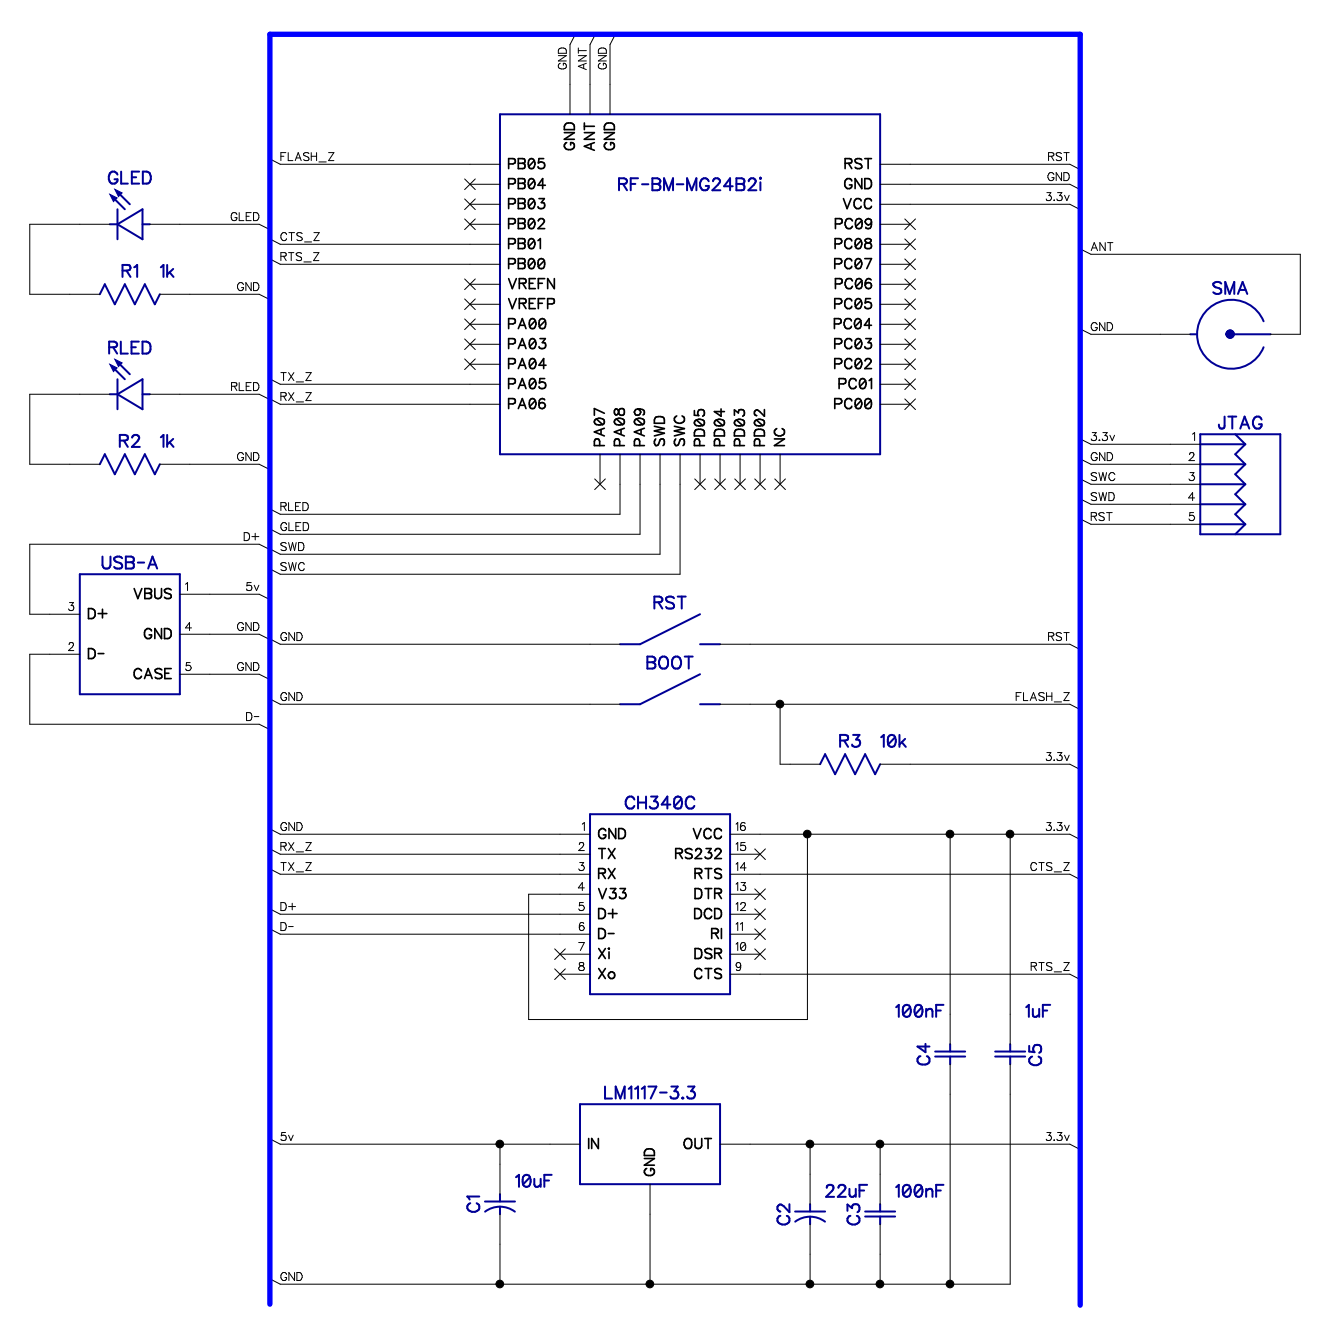 GND ANT GND
GND ANT GND
RF-BM-MG24B2i
FLASH_Z PB05
PB04
PB03
PB02
CTS_Z PB01
RTS_Z PB00
VREFN
VREFP
PA00
PA03
PA04
TX_Z PA05
RX_Z PA06
RST RST
GND GND
VCC 3.3v
PC09
PC08
PC07
PC06
PC05
PC04
PC03
PC02
PC01
PC00
PA07 PA08 PA09 SWD SWC PD05 PD04 PD03 PD02 NC
GLED
GLED
R1 1k
GND
RLED
RLED
R2 1k
GND
ANT
SMA
GND
JTAG
3.3v 1
GND 2
SWC 3
SWD 4
RST 5
RLED
GLED
SWD
SWC
D+
USB-A
VBUS 1 5v
3 D+
GND 4 GND
2 D-
CASE 5 GND
D-
RST
GND RST
BOOT
GND FLASH_Z
R3 10k
3.3v
CH340C
GND 1 GND VCC 16 3.3v
RX_Z 2 TX RS232 15
TX_Z 3 RX RTS 14 CTS_Z
4 V33 DTR 13
D+ 5 D+ DCD 12
D- 6 D- RI 11
7 Xi DSR 10
8 Xo CTS 9 RTS_Z
100nF 1uF
C4 C5
LM1117-3.3
5v IN OUT 3.3v
GND
10uF 22uF 100nF
C1 C2 C3
GND